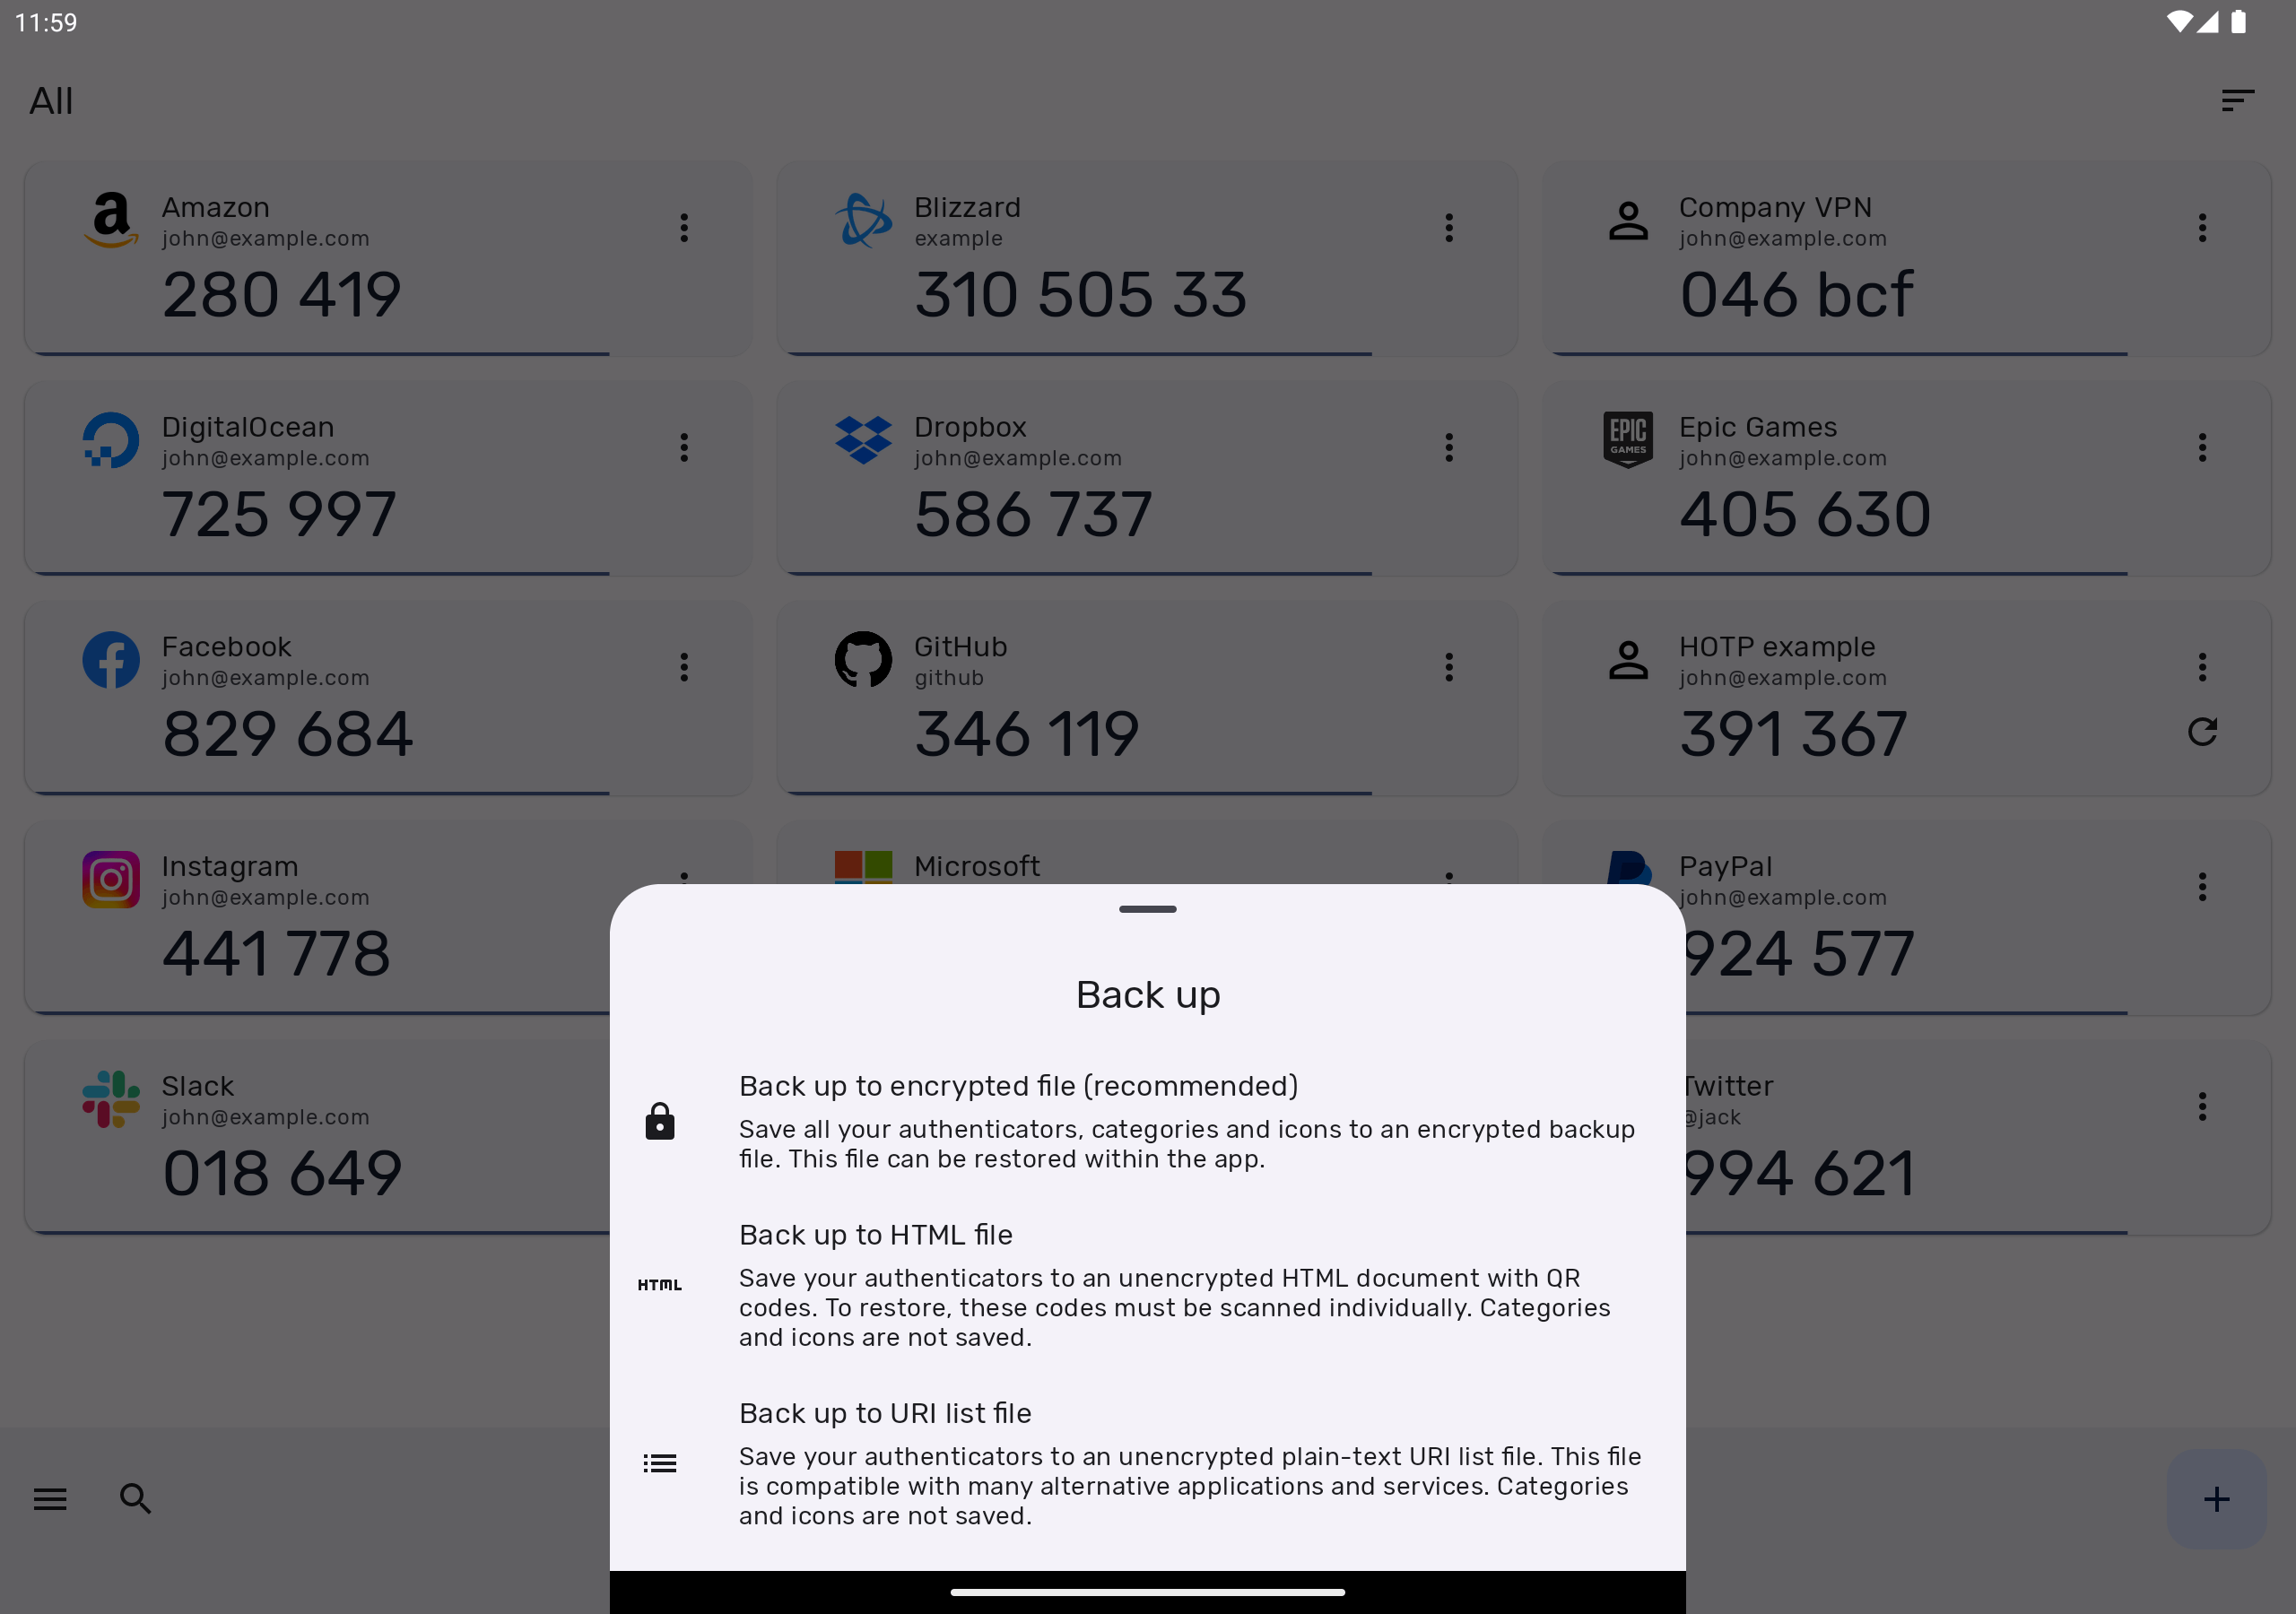 11:59
All
Amazon
john@example.com
280 419
Blizzard
example
310 505 33
Company VPN
john@example.com
046 bcf
DigitalOcean
john@example.com
725 997
Dropbox
john@example.com
586 737
EPIC
GAMES
Epic Games
john@example.com
405 630
Facebook
john@example.com
829 684
GitHub
github
346 119
HOTP example
john@example.com
391 367
Instagram
john@example.com
441 778
Microsoft
PayPal
john@example.com
924 577
Slack
john@example.com
018 649
Twitter
@jack
994 621
Back up
Back up to encrypted file (recommended)
Save all your authenticators, categories and icons to an encrypted backup
file. This file can be restored within the app.
HTML
Back up to HTML file
Save your authenticators to an unencrypted HTML document with QR
codes. To restore, these codes must be scanned individually. Categories
and icons are not saved.
Back up to URI list file
Save your authenticators to an unencrypted plain-text URI list file. This file
is compatible with many alternative applications and services. Categories
and icons are not saved.